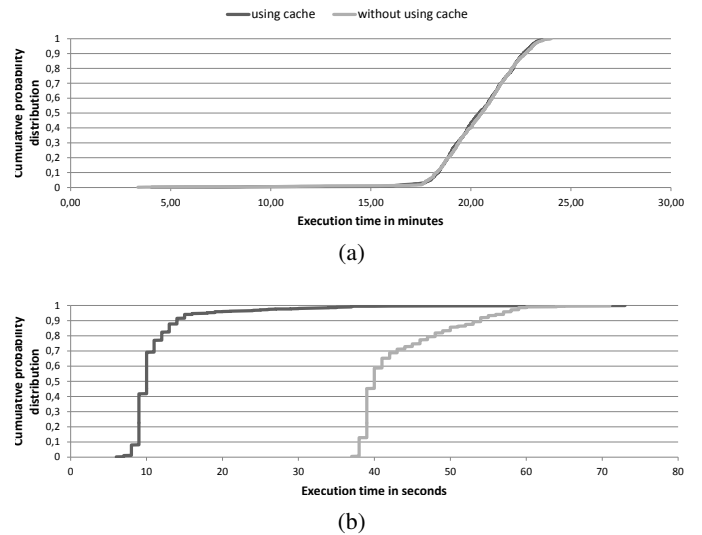 using cache without using cache
1
0,9
0,8
0,7
0,6
0,5
0,4
0,3
0,2
0,1
0
Cumulative probability
distribution
0,00 5,00 10,00 15,00 20,00 25,00 30,00
Execution time in minutes
(a)
1
0,9
0,8
0,7
0,6
0,5
0,4
0,3
0,2
0,1
0
Cumulative probability
distribution
0 10 20 30 40 50 60 70 80
Execution time in seconds
(b)